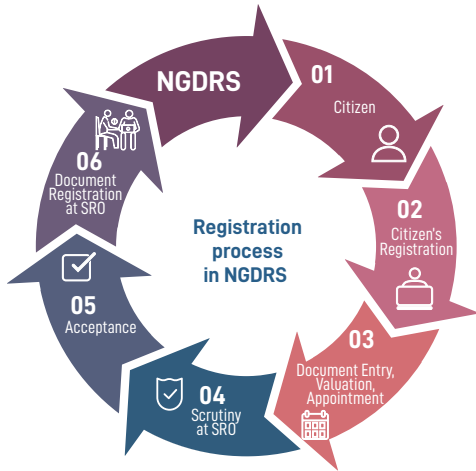 NGDRS
01
Citizen
02
Citizen's
Registration
03
Document Entry,
Valuation,
Appointment
04
Scrutiny
at SRO
05
Acceptance
06
Document
Registration
at SRO
Registration
process
in NGDRS